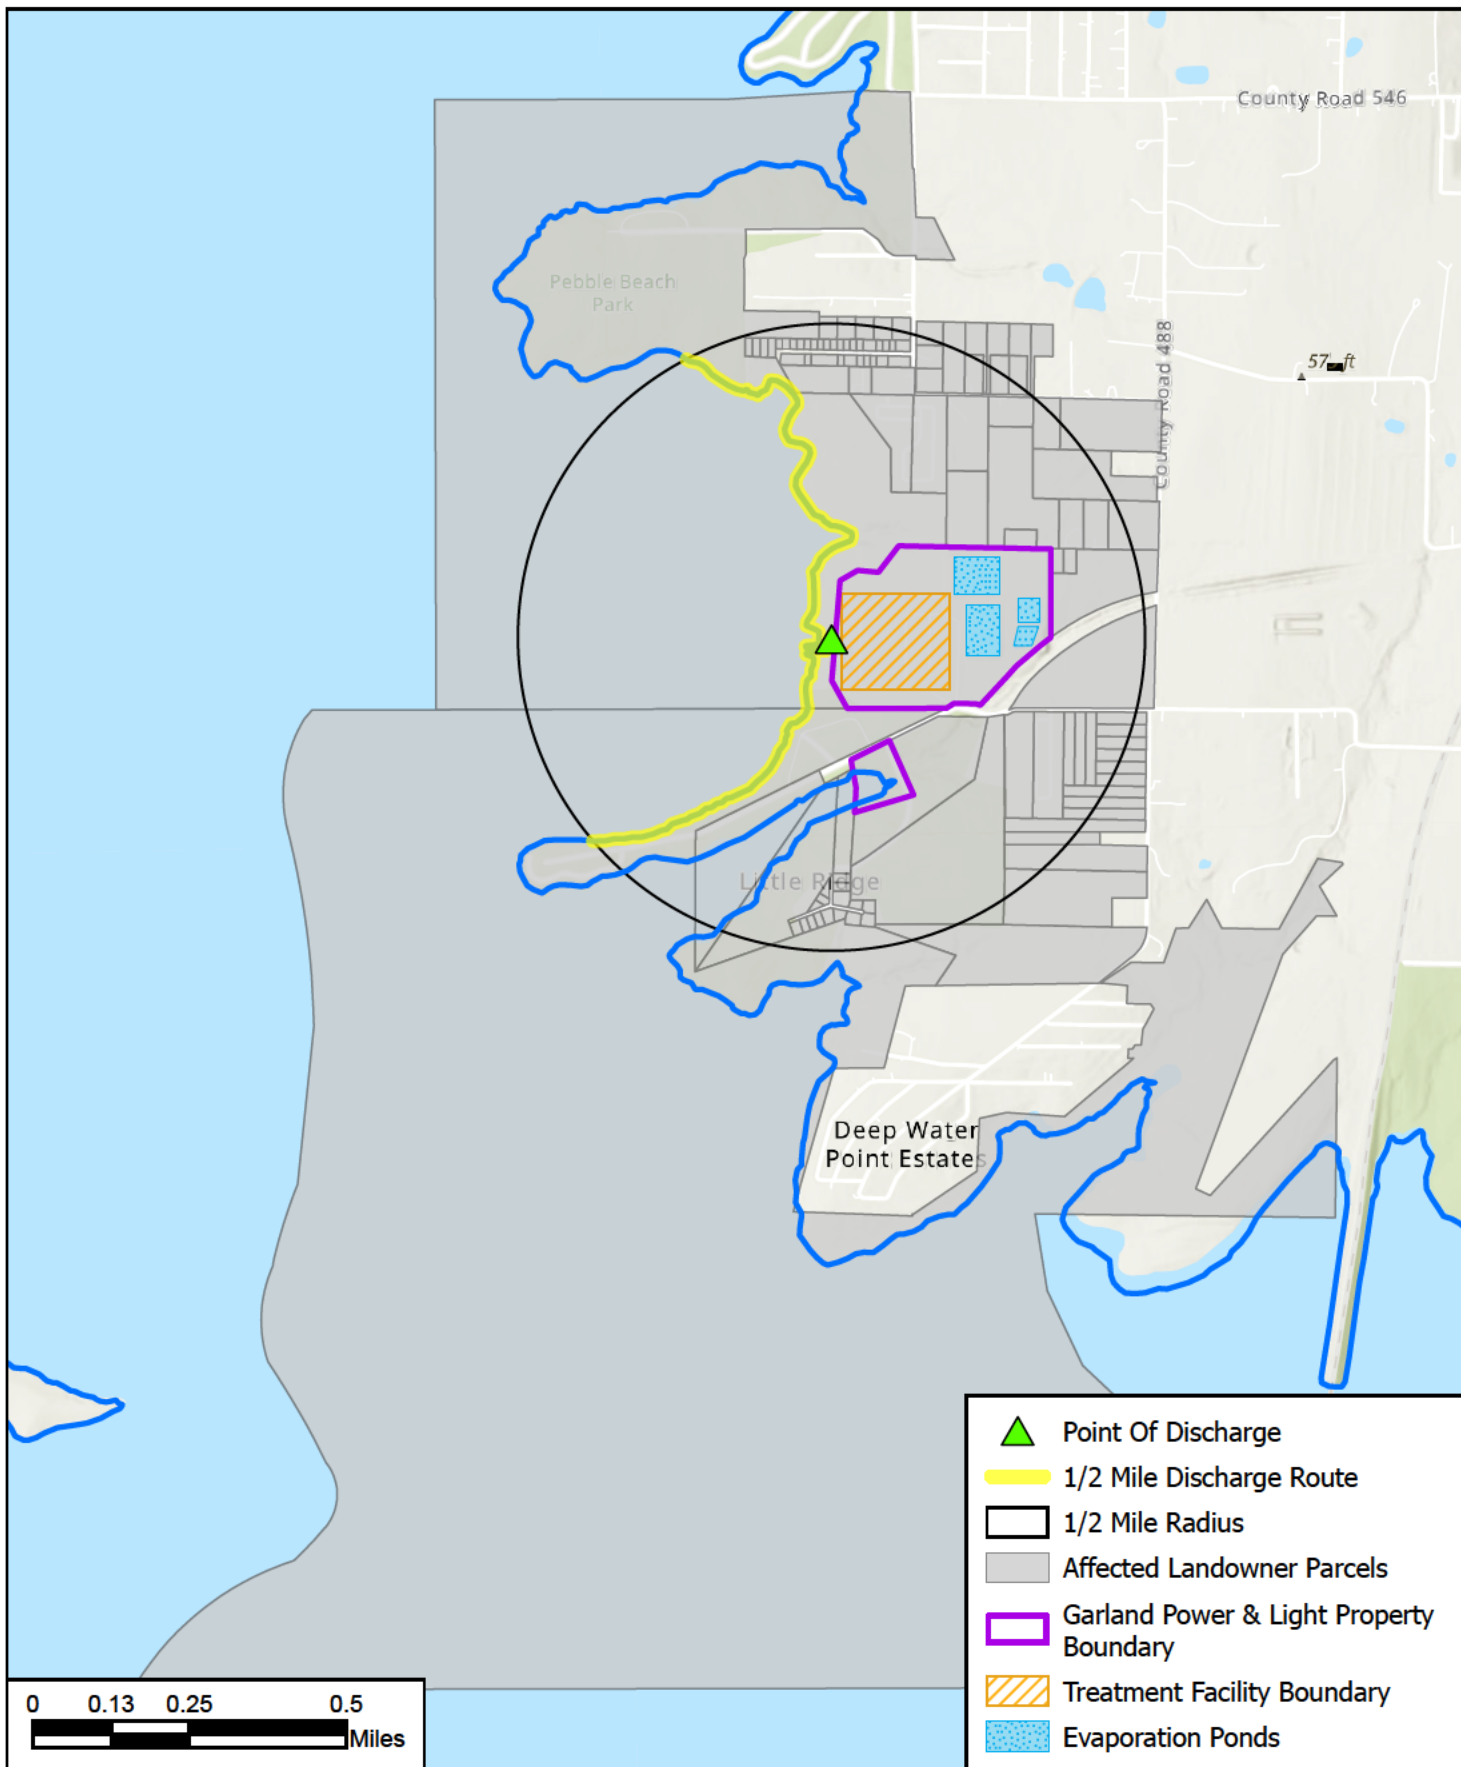 County Road 546
Pebble Beach
Park
County Road 488
57 ft
Little Ridge
Deep Water
Point Estates
Point Of Discharge
1/2 Mile Discharge Route
1/2 Mile Radius
Affected Landowner Parcels
Garland Power & Light Property
Boundary
Treatment Facility Boundary
Evaporation Ponds
0 0.13 0.25 0.5
Miles